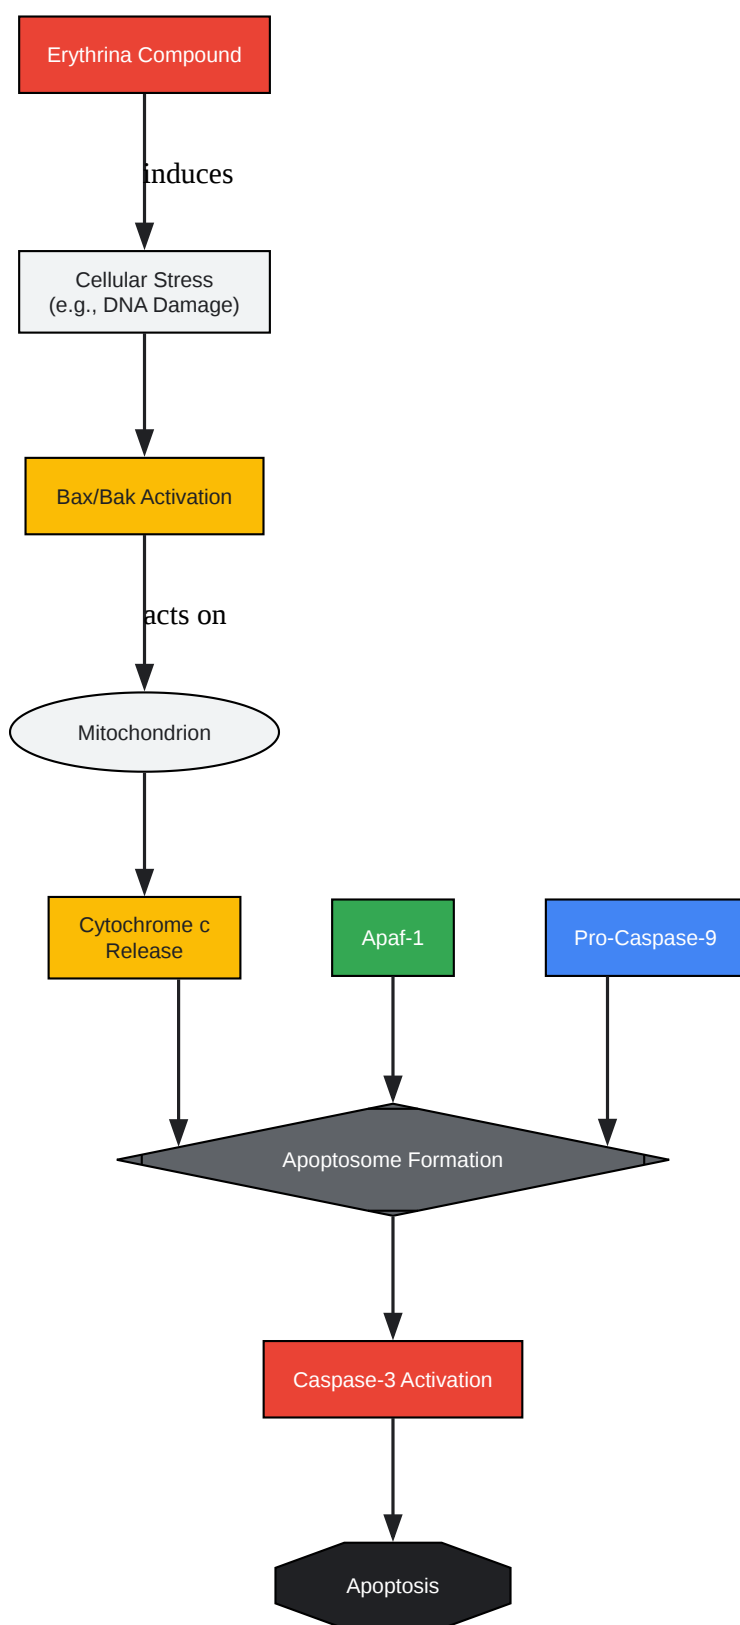 Erythrina Compound
induces
Cellular Stress
(e.g., DNA Damage)
Bax/Bak Activation
acts on
Mitochondrion
Cytochrome c
Release
Apaf-1
Pro-Caspase-9
Apoptosome Formation
Caspase-3 Activation
Apoptosis